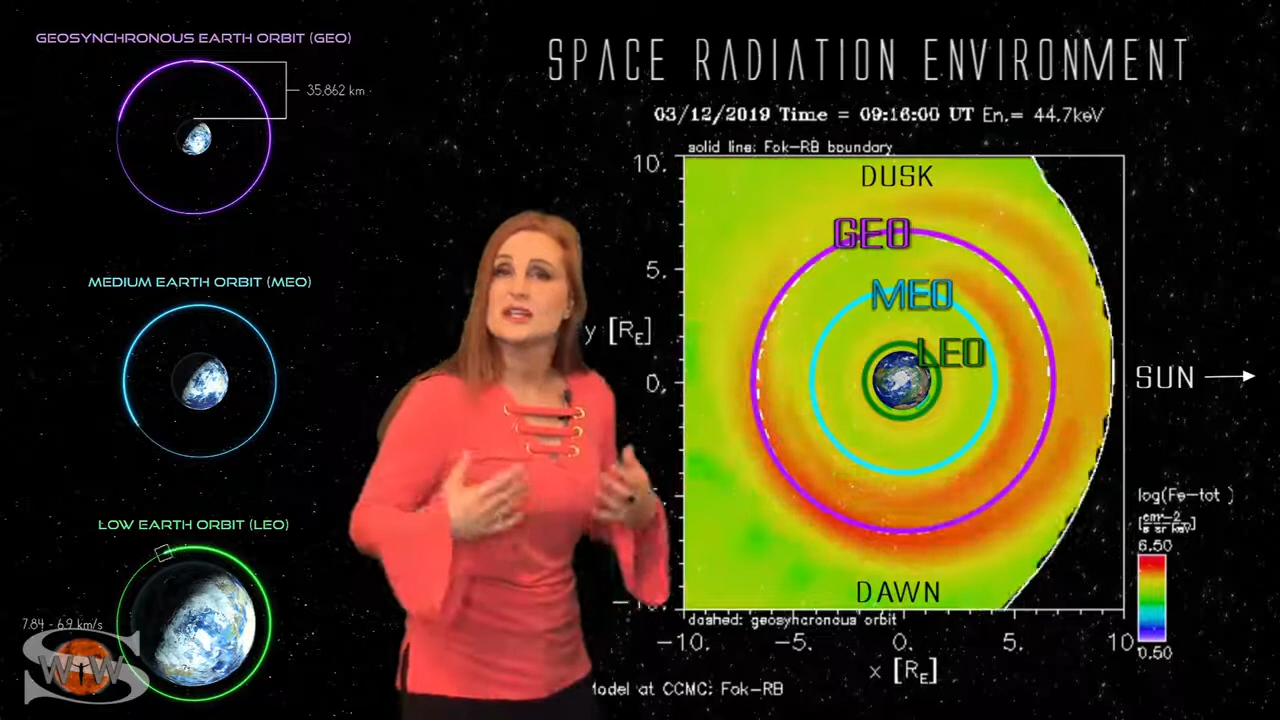 GEOSYNCHRONOUS EARTH ORBIT (GEO)
35,862 km
MEDIUM EARTH ORBIT (MEO)
LOW EARTH ORBIT (LEO)
7.84 - 6.9 km/s
S
WTW
SPACE RADIATION ENVIRONMENT
03/12/2019 Time = 09:16:00 UT En.= 44.7keV
solid line: Fok-RB boundary
10.
DUSK
GEO
5.
MEO
y [RE]
LEO
0.
SUN
log(Fe-tot )
6.50
DAWN
dashed: geosyhcronous orbit
-10.
-5.
0.
5.
10.
0.50
x [RE]
Model at CCMC: Fok-RB